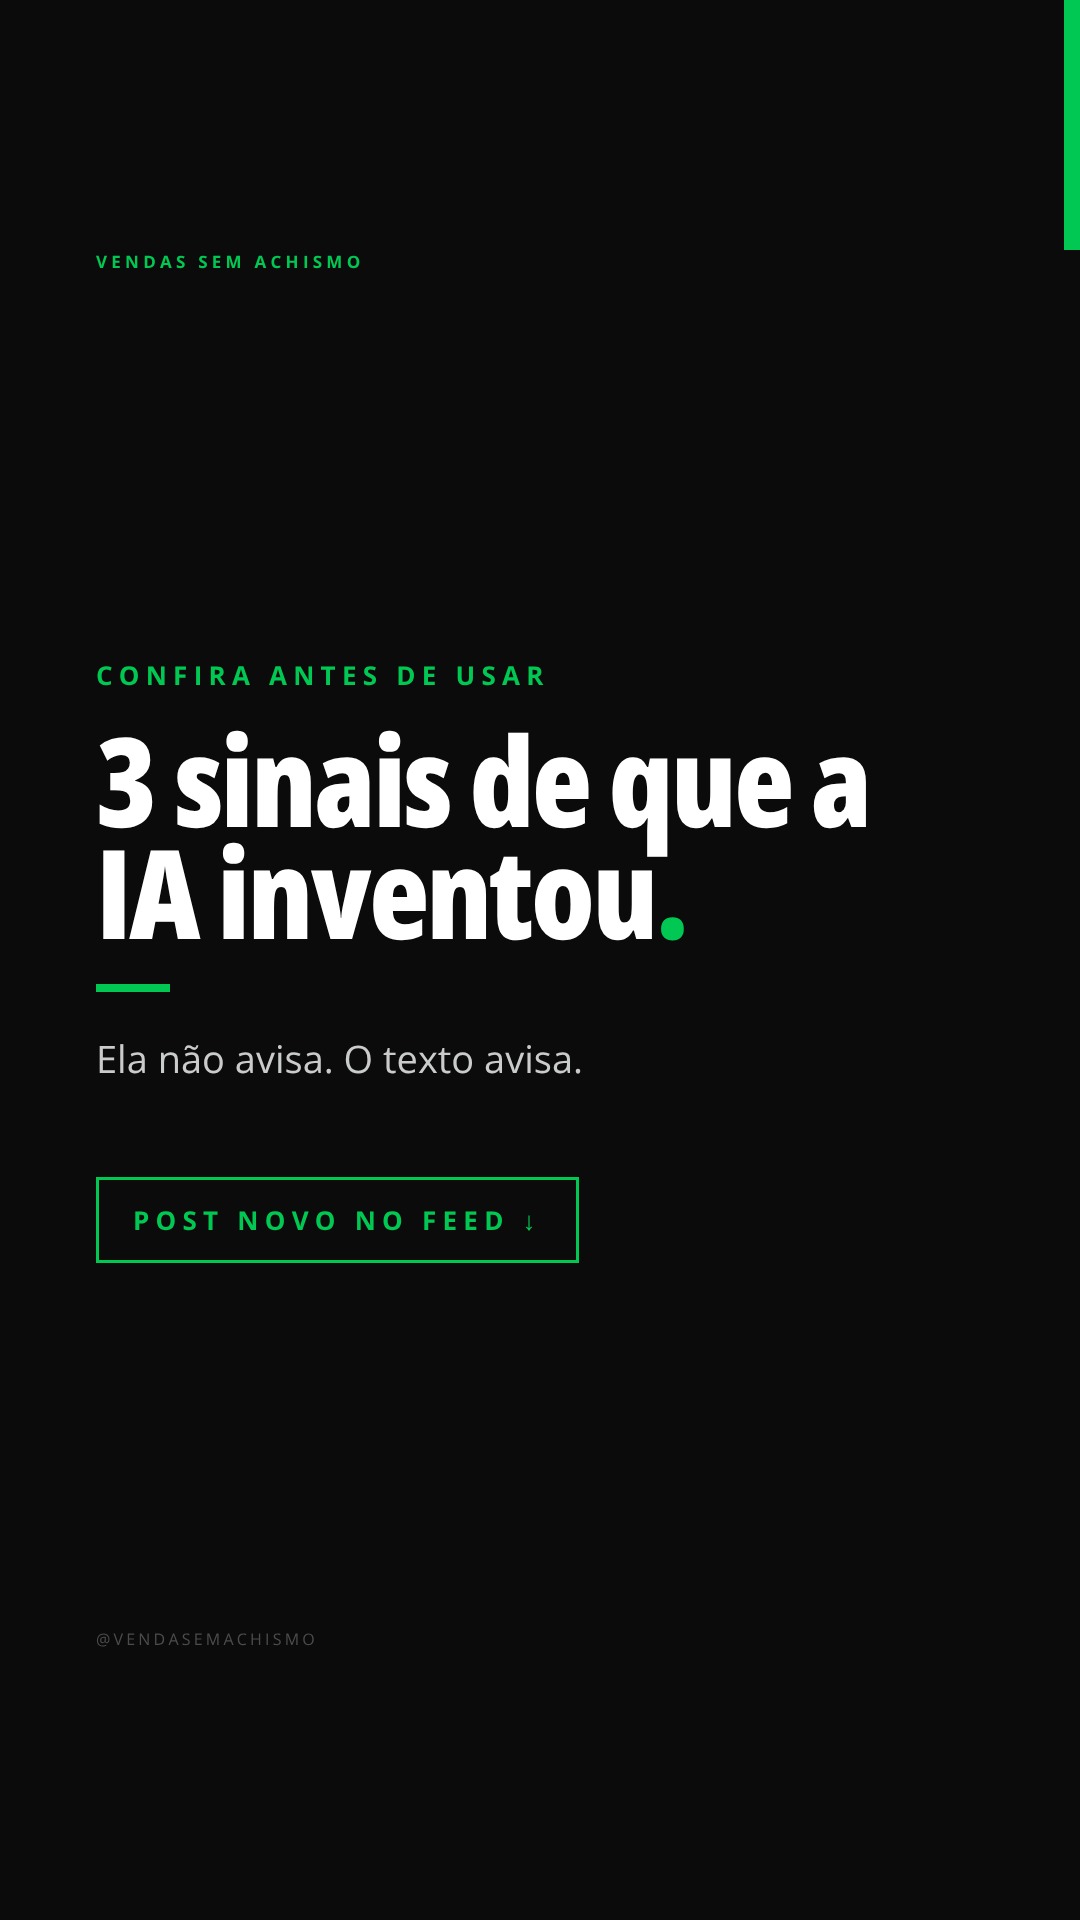 VENDAS SEM ACHISMO
CONFIRA ANTES DE USAR
3 sinais de que a
IA inventou.
Ela não avisa. O texto avisa.
POST NOVO NO FEED ↓
@VENDASEMACHISMO